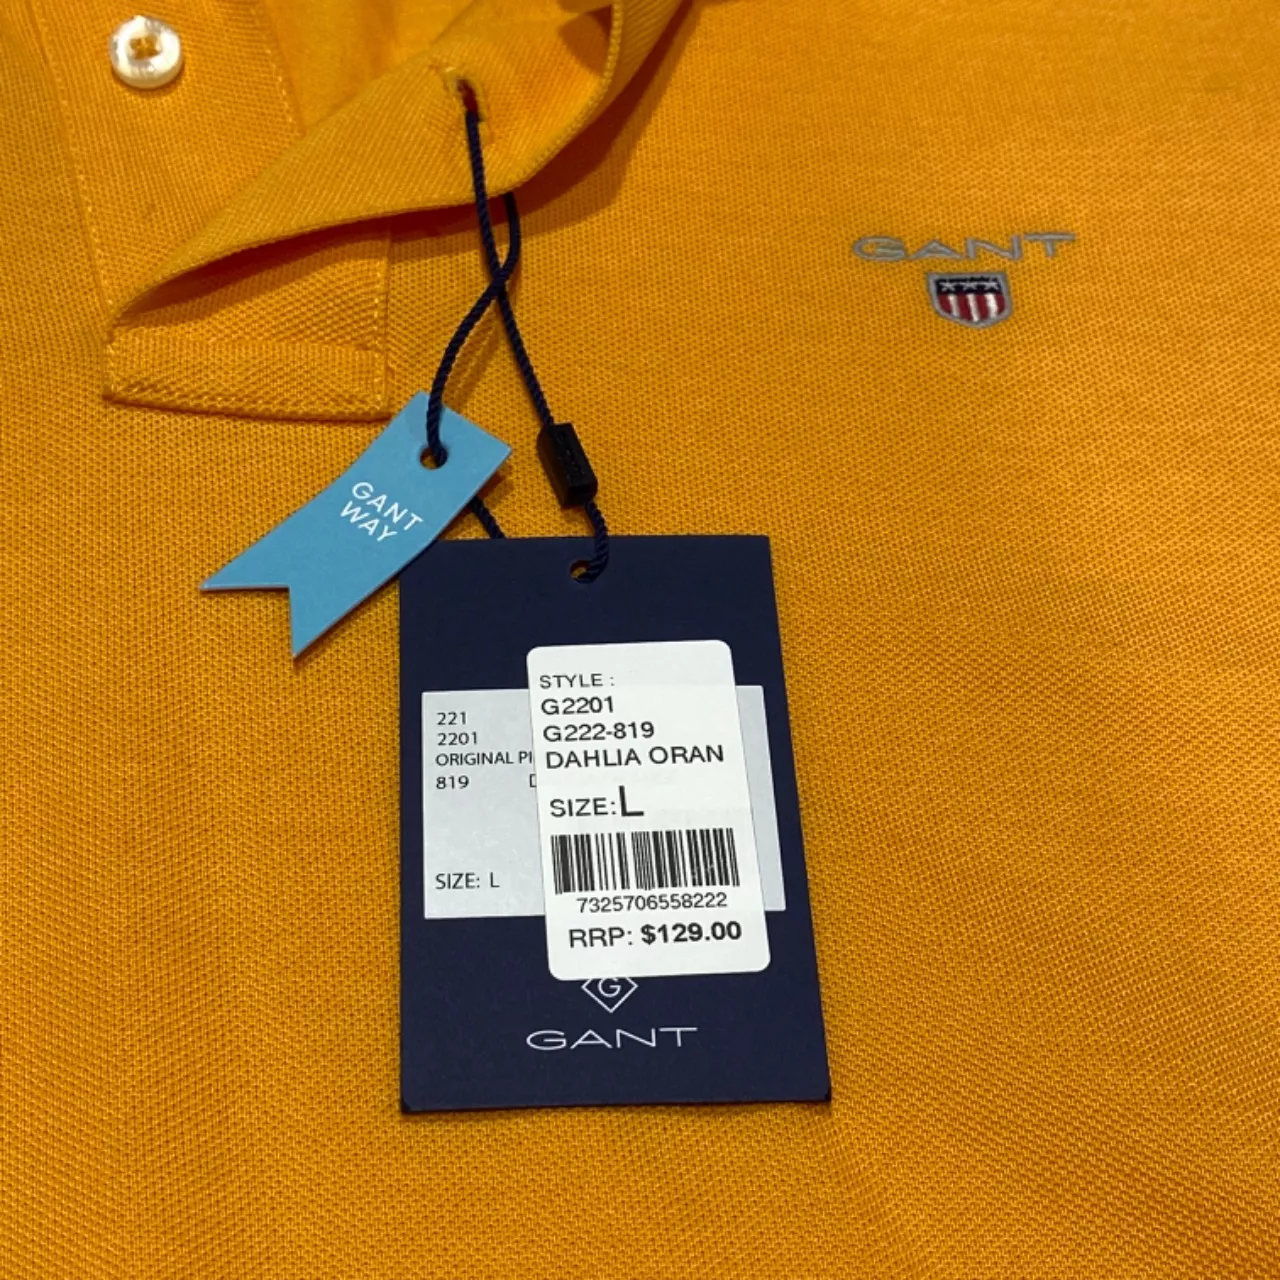 GANT
GANT
WAY
221
2201
ORIGINAL PI
819
SIZE: L
STYLE :
G2201
G222-819
DAHLIA ORAN
SIZE:L
7325706558222
RRP: $129.00
G
GANT